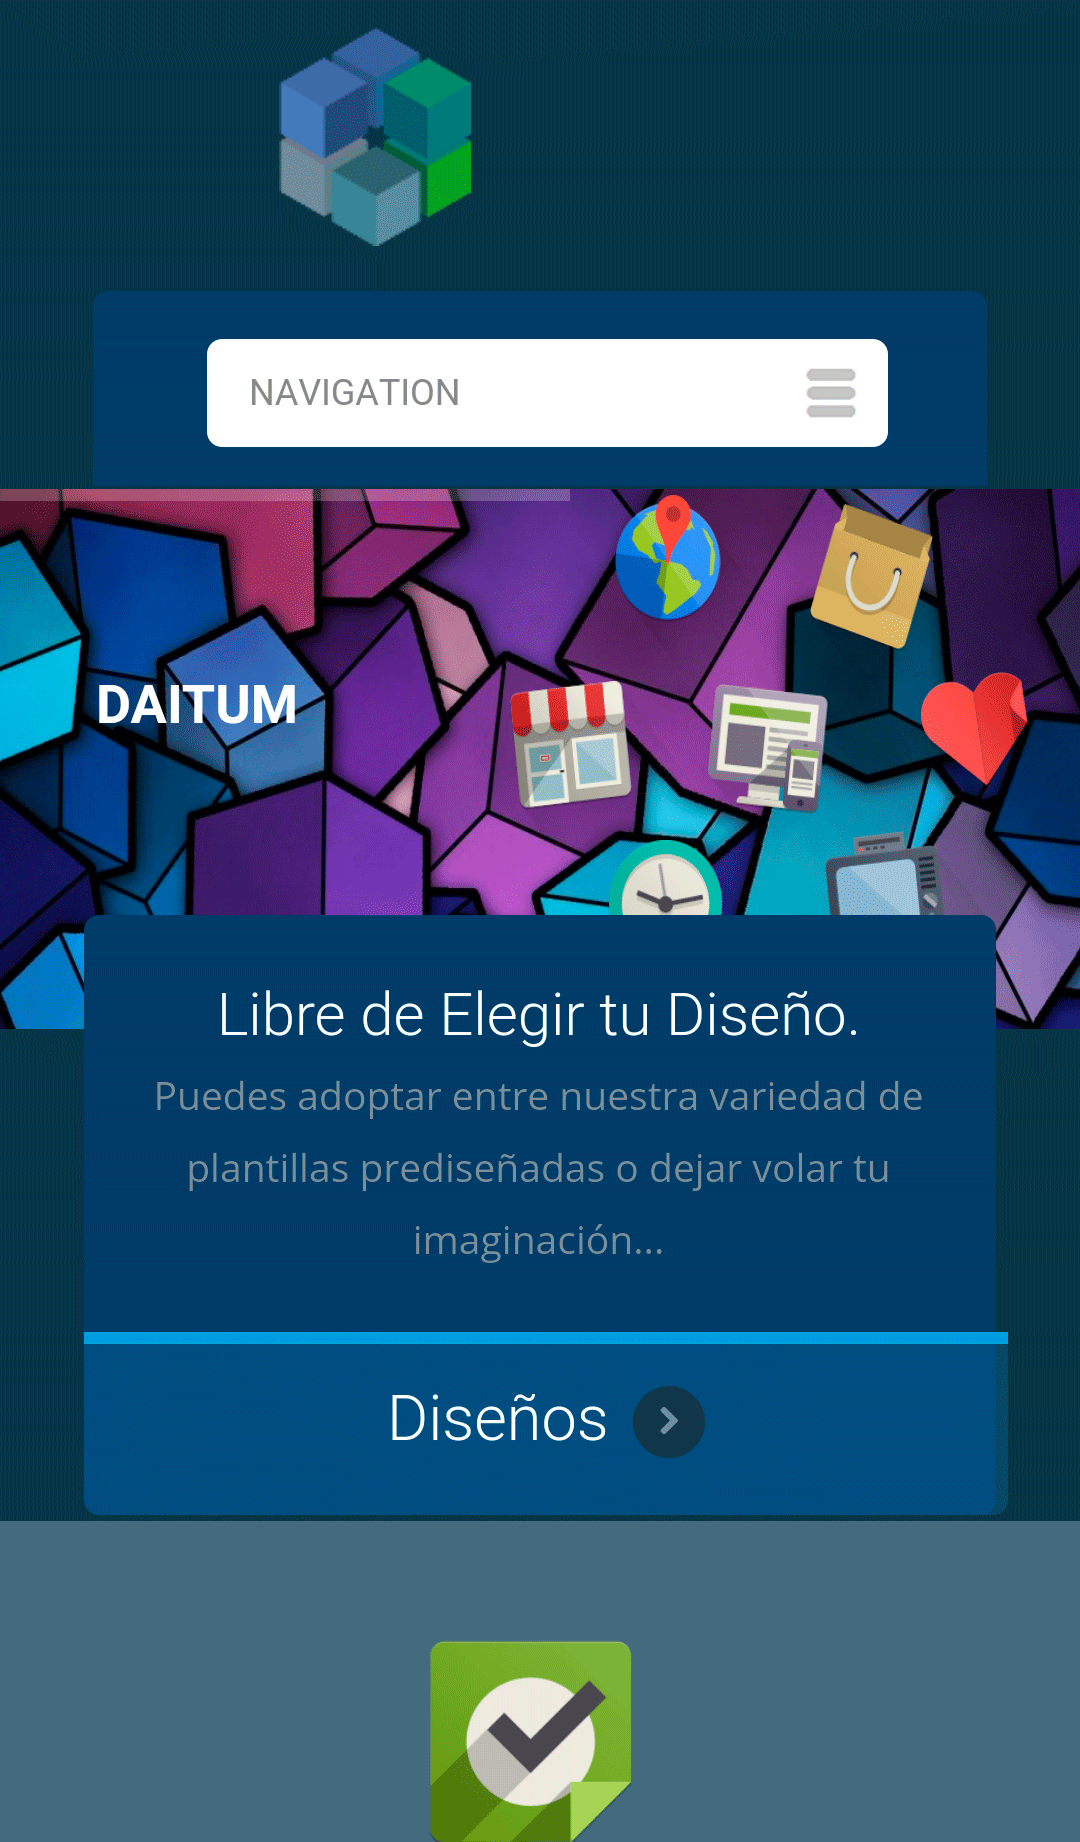 NAVIGATION
DAITUM
Libre de Elegir tu Diseño.
Puedes adoptar entre nuestra variedad de
plantillas prediseñadas o dejar volar tu
imaginación...
Diseños